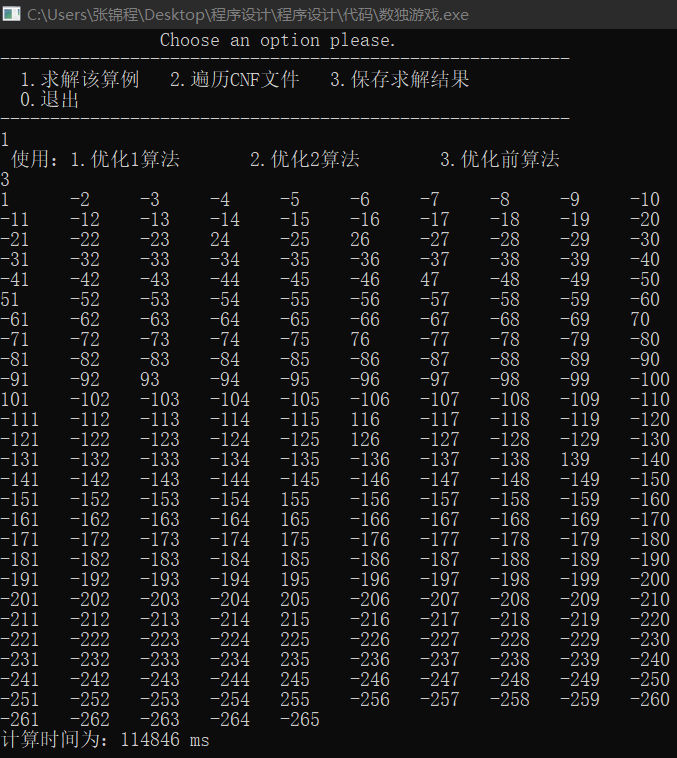 C:\Users\张锦程\Desktop\程序设计\程序设计\代码\数独游戏.exe
Choose an option please.
---------------------------------------------------------
1.求解该算例 2.遍历CNF文件 3.保存求解结果
0.退出
---------------------------------------------------------
1
使用: 1.优化1算法 2.优化2算法 3.优化前算法
3
1 -2 -3 -4 -5 -6 -7 -8 -9 -10
-11 -12 -13 -14 -15 -16 -17 -18 -19 -20
-21 -22 -23 24 -25 26 -27 -28 -29 -30
-31 -32 -33 -34 -35 -36 -37 -38 -39 -40
-41 -42 -43 -44 -45 -46 47 -48 -49 -50
51 -52 -53 -54 -55 -56 -57 -58 -59 -60
-61 -62 -63 -64 -65 -66 -67 -68 -69 70
-71 -72 -73 -74 -75 76 -77 -78 -79 -80
-81 -82 -83 -84 -85 -86 -87 -88 -89 -90
-91 -92 93 -94 -95 -96 -97 -98 -99 -100
101 -102 -103 -104 -105 -106 -107 -108 -109 -110
-111 -112 -113 -114 -115 116 -117 -118 -119 -120
-121 -122 -123 -124 -125 126 -127 -128 -129 -130
-131 -132 -133 -134 -135 -136 -137 -138 139 -140
-141 -142 -143 -144 -145 -146 -147 -148 -149 -150
-151 -152 -153 -154 155 -156 -157 -158 -159 -160
-161 -162 -163 -164 165 -166 -167 -168 -169 -170
-171 -172 -173 -174 175 -176 -177 -178 -179 -180
-181 -182 -183 -184 185 -186 -187 -188 -189 -190
-191 -192 -193 -194 195 -196 -197 -198 -199 -200
-201 -202 -203 -204 205 -206 -207 -208 -209 -210
-211 -212 -213 -214 215 -216 -217 -218 -219 -220
-221 -222 -223 -224 225 -226 -227 -228 -229 -230
-231 -232 -233 -234 235 -236 -237 -238 -239 -240
-241 -242 -243 -244 245 -246 -247 -248 -249 -250
-251 -252 -253 -254 255 -256 -257 -258 -259 -260
-261 -262 -263 -264 -265
计算时间为: 114846 ms